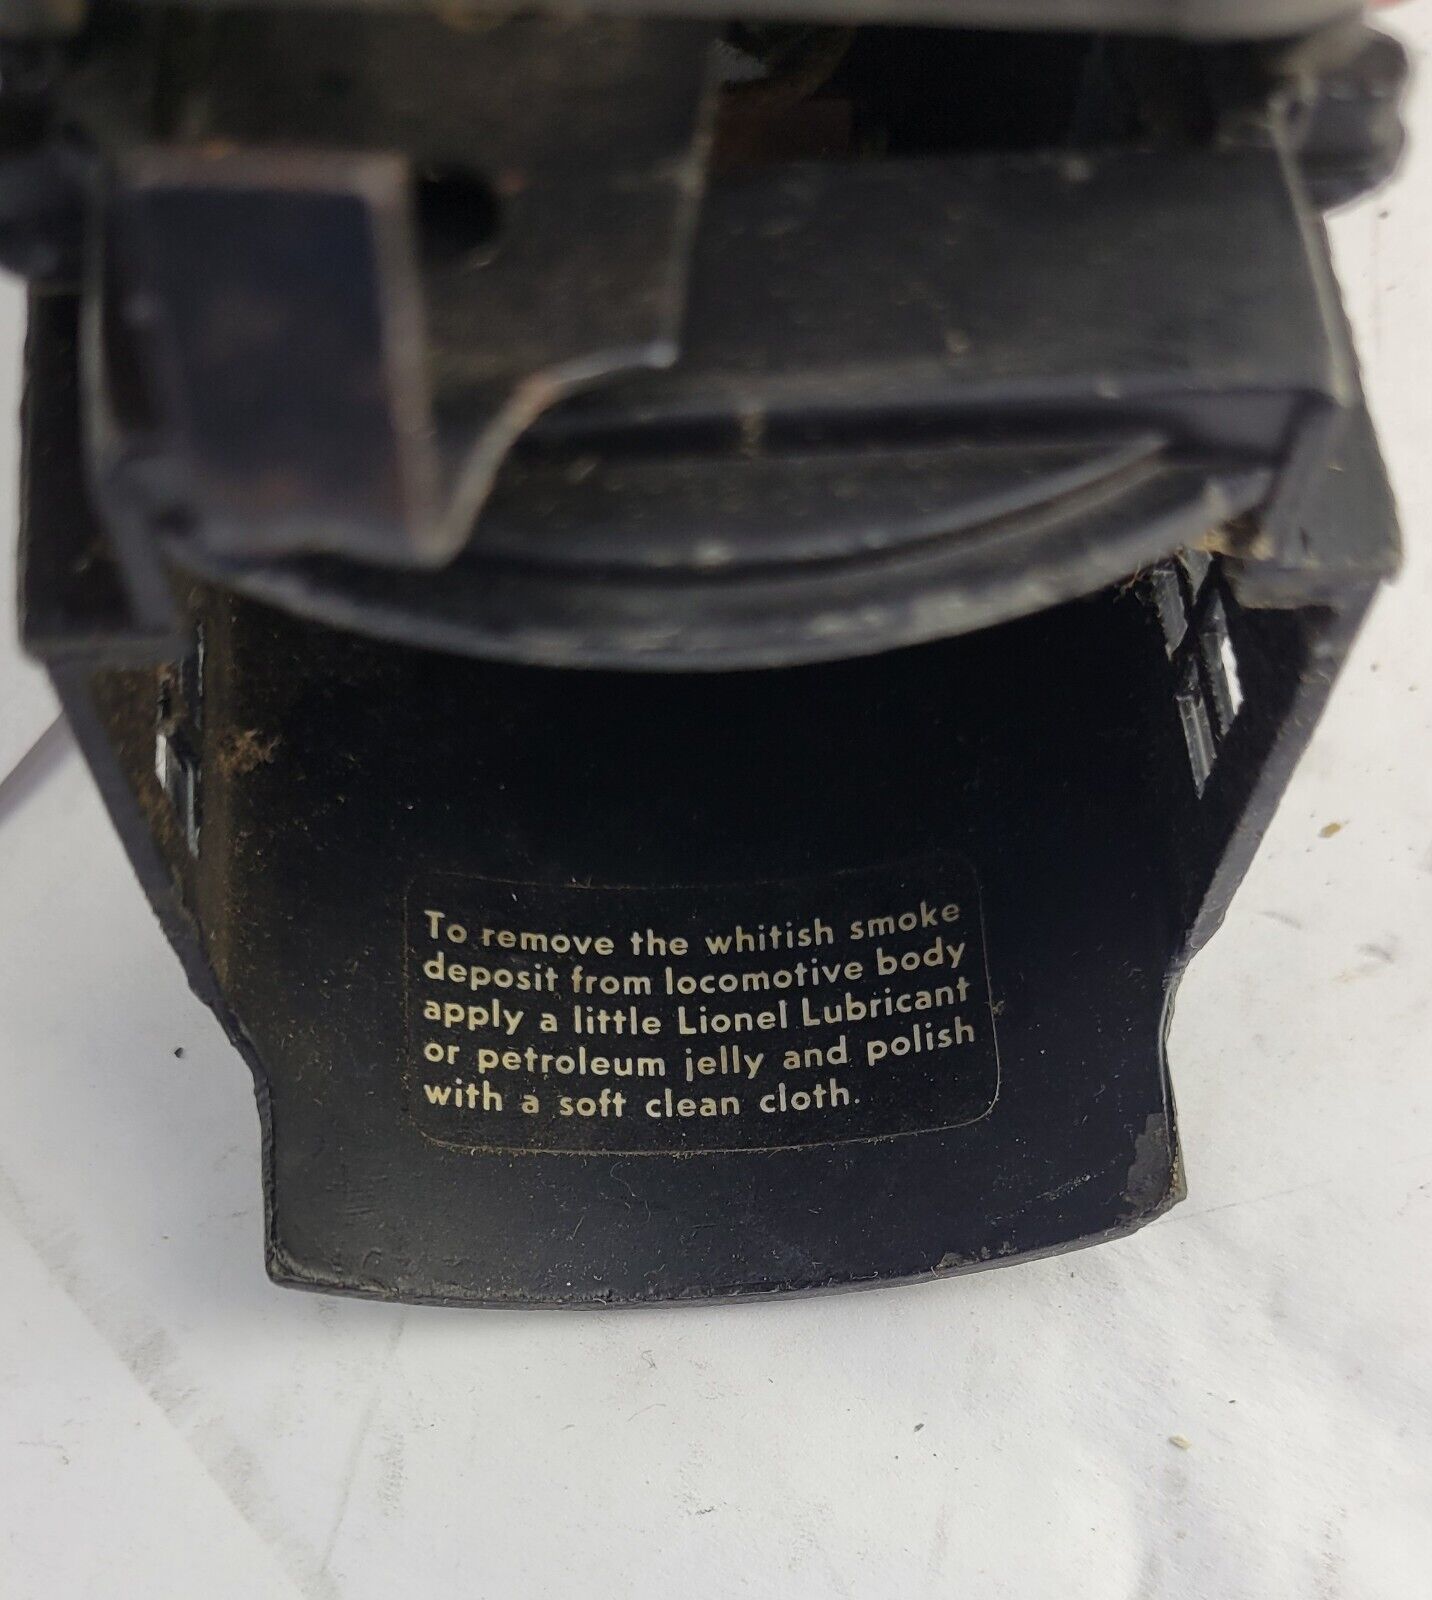 To remove the whitish smoke
deposit from locomotive body
apply a little Lionel Lubricant
or petroleum jelly and polish
with a soft clean cloth.